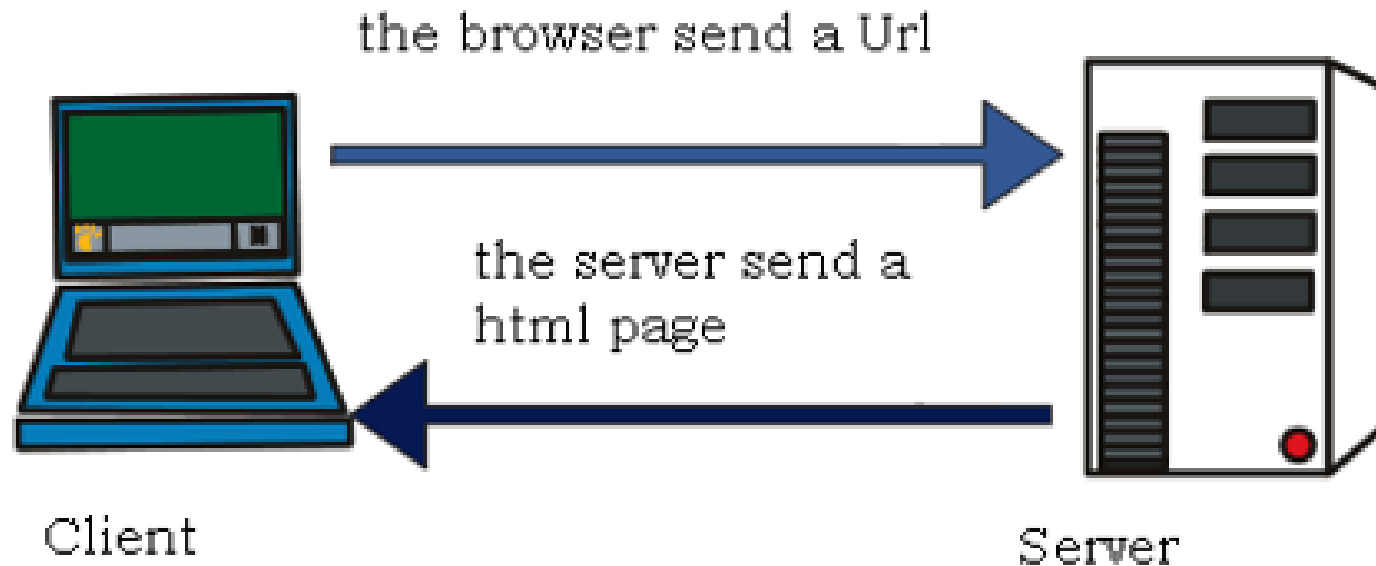 the browser send a Url
the server send a
html page
Client
Server